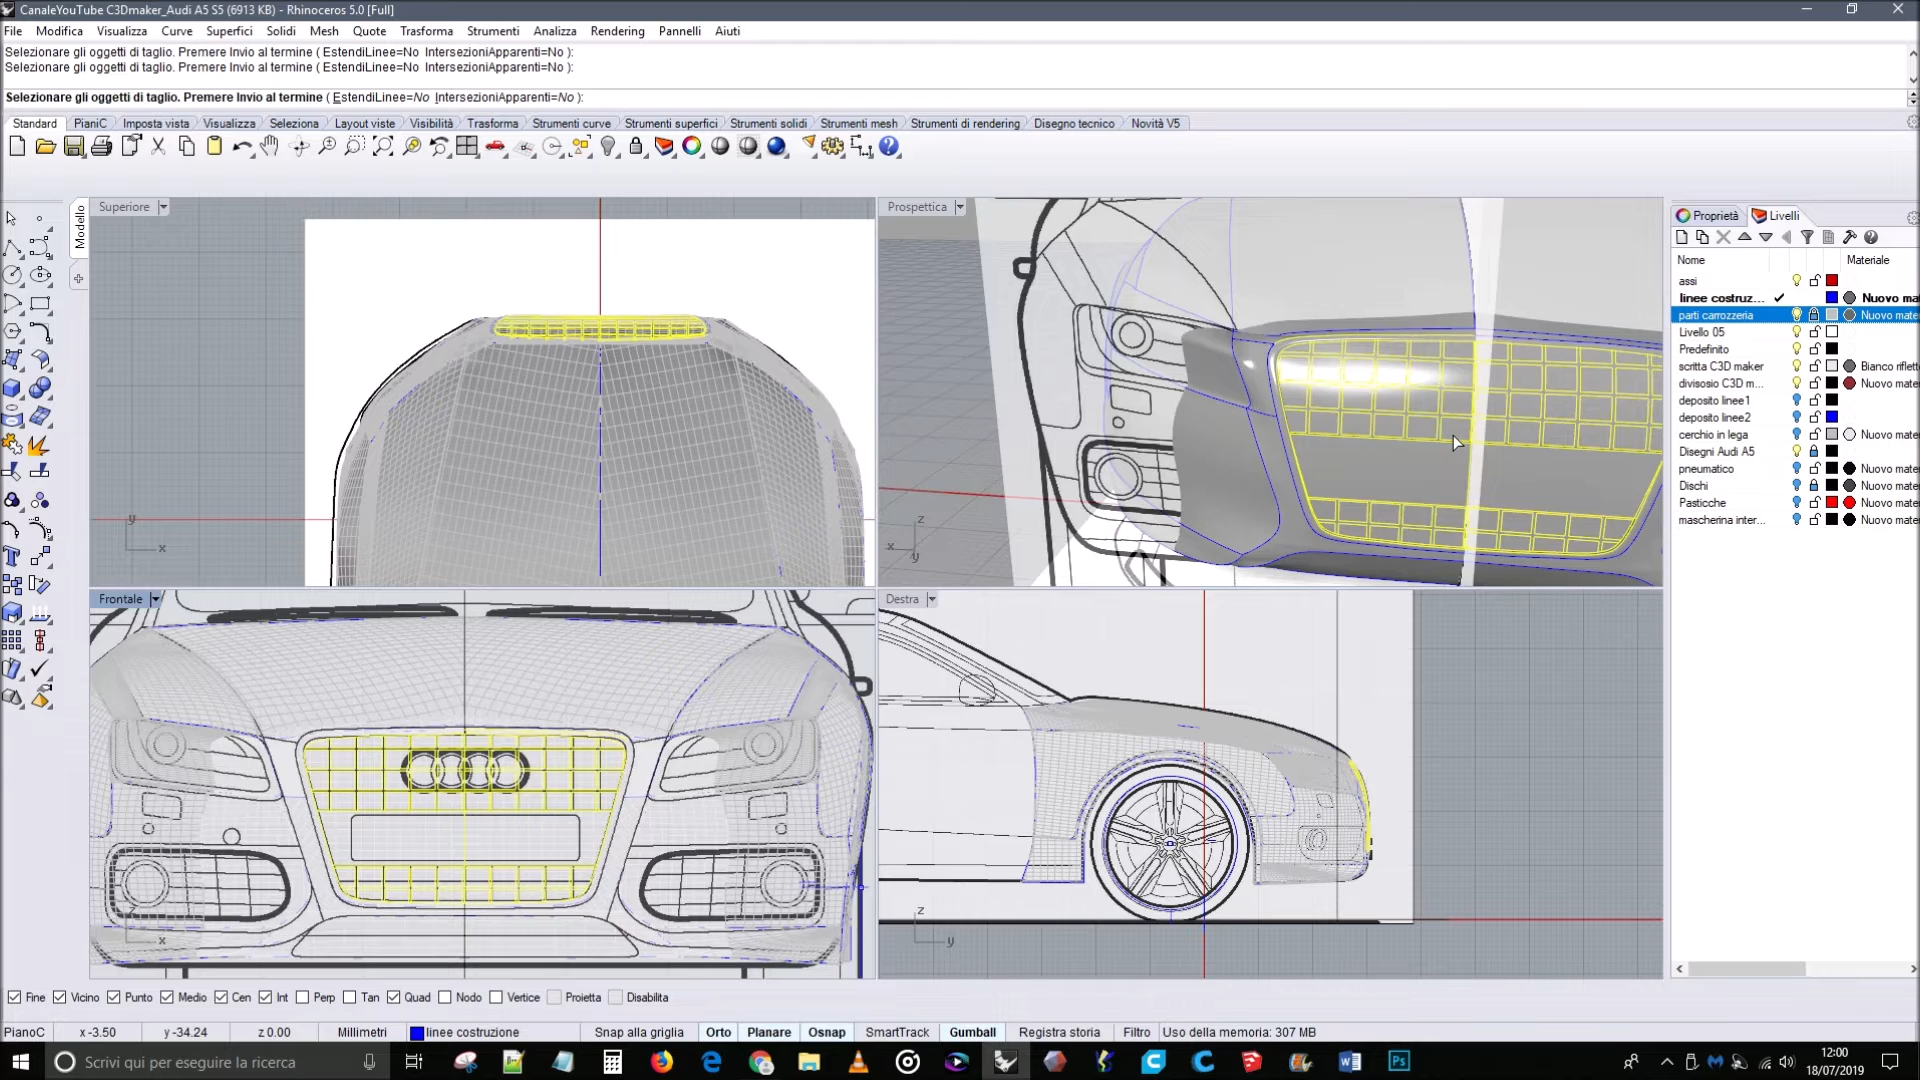 CanaleYouTube C3Dmaker_Audi A5 S5 (6913 KB) - Rhinoceros 5.0 [Full]
File Modifica Visualizza Curve Superfici Solidi Mesh Quote Trasforma Strumenti Analizza Rendering Pannelli Aiuti
Selezionare gli oggetti di taglio. Premere Invio al termine ( EstendiLinee=No IntersezioniApparenti=No ):
Selezionare gli oggetti di taglio. Premere Invio al termine ( EstendiLinee=No IntersezioniApparenti=No ):
Selezionare gli oggetti di taglio. Premere Invio al termine ( EstendiLinee=No IntersezioniApparenti=No ):
Standard PianiC Imposta vista Visualizza Seleziona Layout viste Visibilità Trasforma Strumenti curve Strumenti superfici Strumenti solidi Strumenti mesh Strumenti di rendering Disegno tecnico Novità V5
Modello
Superiore
y
x
Prospettica
z
x
y
Frontale
z
x
Destra
z
y
Proprietà Livelli
Nome Materiale
assi
linee costruz... Nuovo ma
parti carrozzeria Nuovo mate
Livello 05
Predefinito
scritta C3D maker Bianco riflett
divisosio C3D m... Nuovo mate
deposito linee1
deposito linee2
cerchio in lega Nuovo mate
Disegni Audi A5
pneumatico Nuovo mate
Dischi Nuovo mate
Pasticche Nuovo mate
mascherina inter... Nuovo mate
Fine Vicino Punto Medio Cen Int Perp Tan Quad Nodo Vertice Proietta Disabilita
PianoC x -3.50 y -34.24 z 0.00 Millimetri linee costruzione Snap alla griglia Orto Planare Osnap SmartTrack Gumball Registra storia Filtro Uso della memoria: 307 MB
Scrivi qui per eseguire la ricerca
12:00
18/07/2019